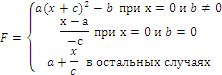 F = { a(x + c)² − b при x = 0 и b ≠ 0
(x − a)/(−c) при x = 0 и b = 0
a + x/c в остальных случаях